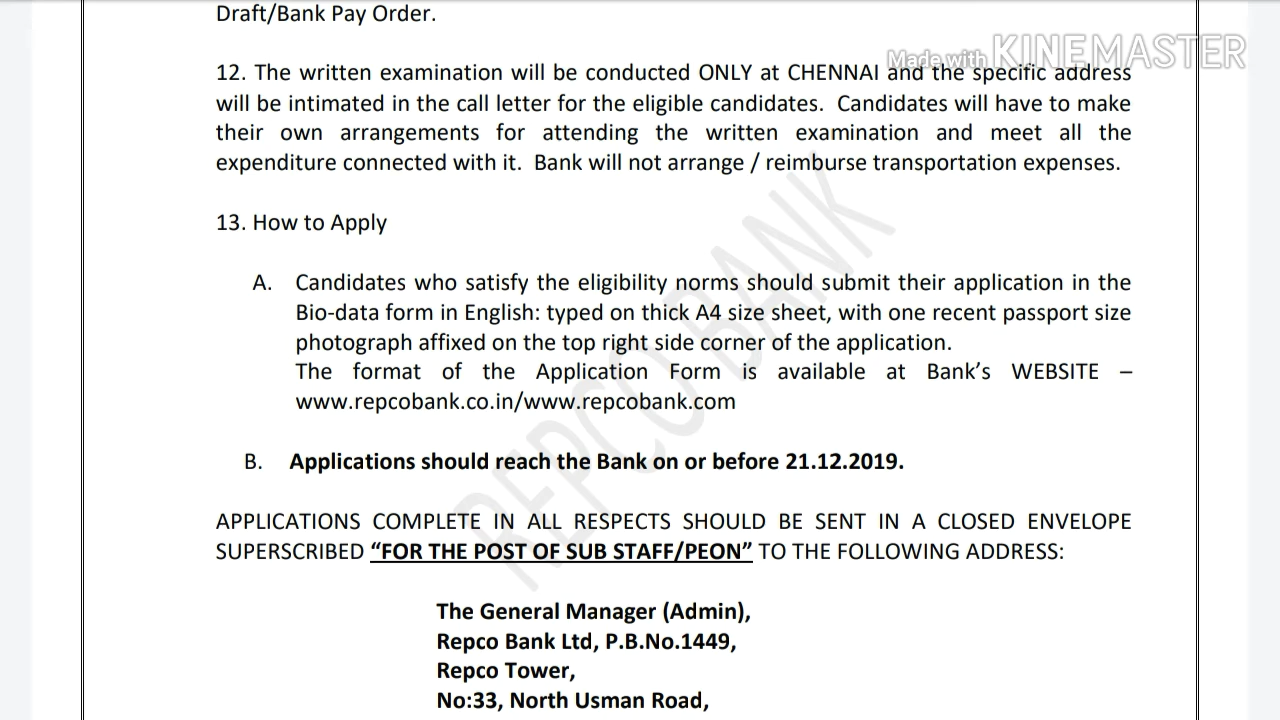 Draft/Bank Pay Order.
Made with KINEMASTER
12. The written examination will be conducted ONLY at CHENNAI and the specific address
will be intimated in the call letter for the eligible candidates. Candidates will have to make
their own arrangements for attending the written examination and meet all the
expenditure connected with it. Bank will not arrange / reimburse transportation expenses.
13. How to Apply
A. Candidates who satisfy the eligibility norms should submit their application in the
Bio-data form in English: typed on thick A4 size sheet, with one recent passport size
photograph affixed on the top right side corner of the application.
The format of the Application Form is available at Bank's WEBSITE –
www.repcobank.co.in/www.repcobank.com
B. Applications should reach the Bank on or before 21.12.2019.
APPLICATIONS COMPLETE IN ALL RESPECTS SHOULD BE SENT IN A CLOSED ENVELOPE
SUPERSCRIBED “FOR THE POST OF SUB STAFF/PEON” TO THE FOLLOWING ADDRESS:
The General Manager (Admin),
Repco Bank Ltd, P.B.No.1449,
Repco Tower,
No:33, North Usman Road,
REPCO BANK